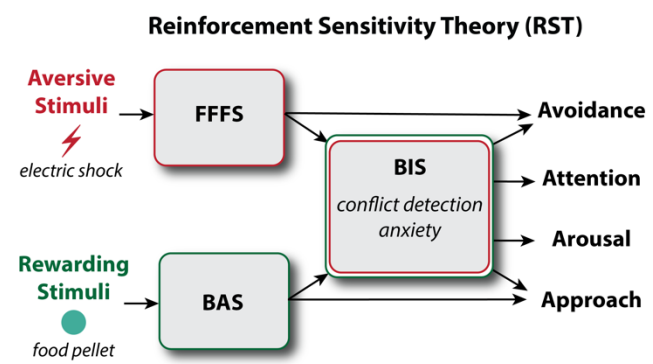 Reinforcement Sensitivity Theory (RST)
Aversive
Stimuli
electric shock
FFFS
Avoidance
BIS
conflict detection
anxiety
Attention
Arousal
Rewarding
Stimuli
food pellet
BAS
Approach